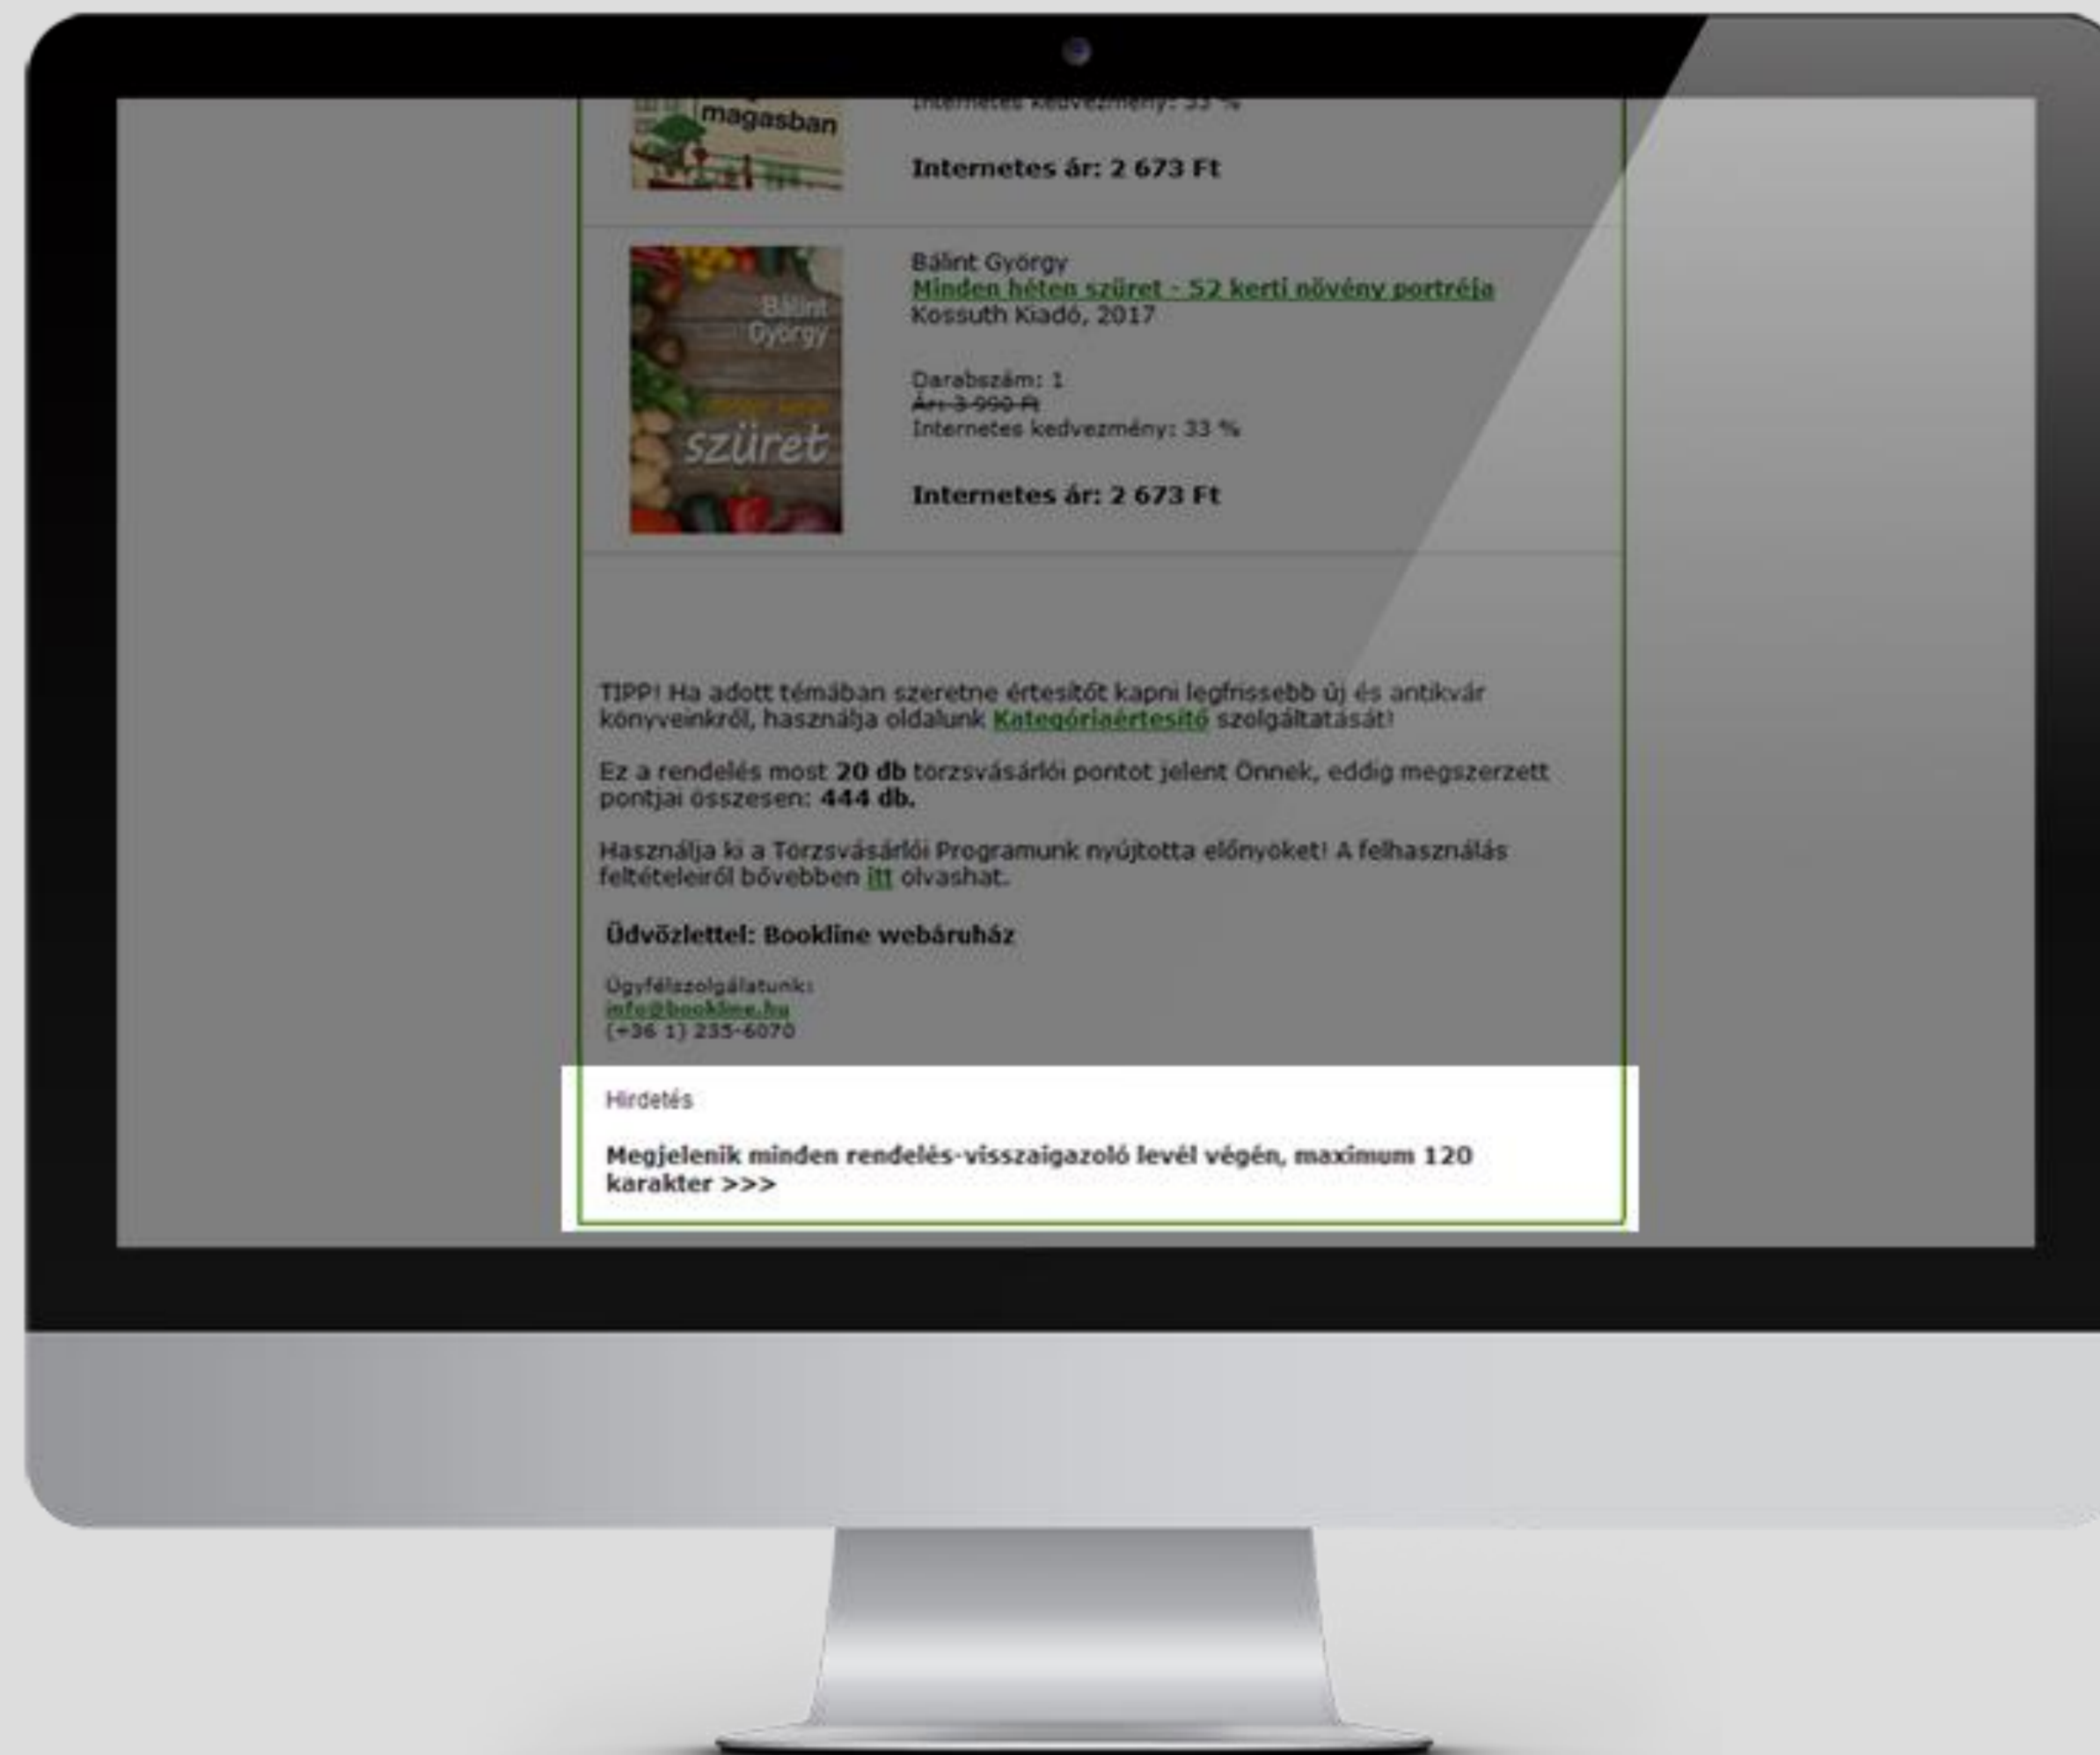 magasban
Internetes kedvezmény: 33 %
Internetes ár: 2 673 Ft
Bálint György
Minden héten szüret - 52 kerti növény portréja
Kossuth Kiadó, 2017
Bálint
György
szüret
Darabszám: 1
Ár: 3 990 Ft
Internetes kedvezmény: 33 %
Internetes ár: 2 673 Ft
TIPP! Ha adott témában szeretne értesítőt kapni legfrissebb új és antikvár
könyveinkről, használja oldalunk Kategóriaértesítő szolgáltatását!
Ez a rendelés most 20 db törzsvásárlói pontot jelent Önnek, eddig megszerzett
pontjai összesen: 444 db.
Használja ki a Törzsvásárlói Programunk nyújtotta előnyöket! A felhasználás
feltételeiről bővebben itt olvashat.
Üdvözlettel: Bookline webáruház
Ügyfélszolgálatunk:
info@bookline.hu
(+36 1) 235-6070
Hirdetés
Megjelenik minden rendelés-visszaigazoló levél végén, maximum 120
karakter >>>